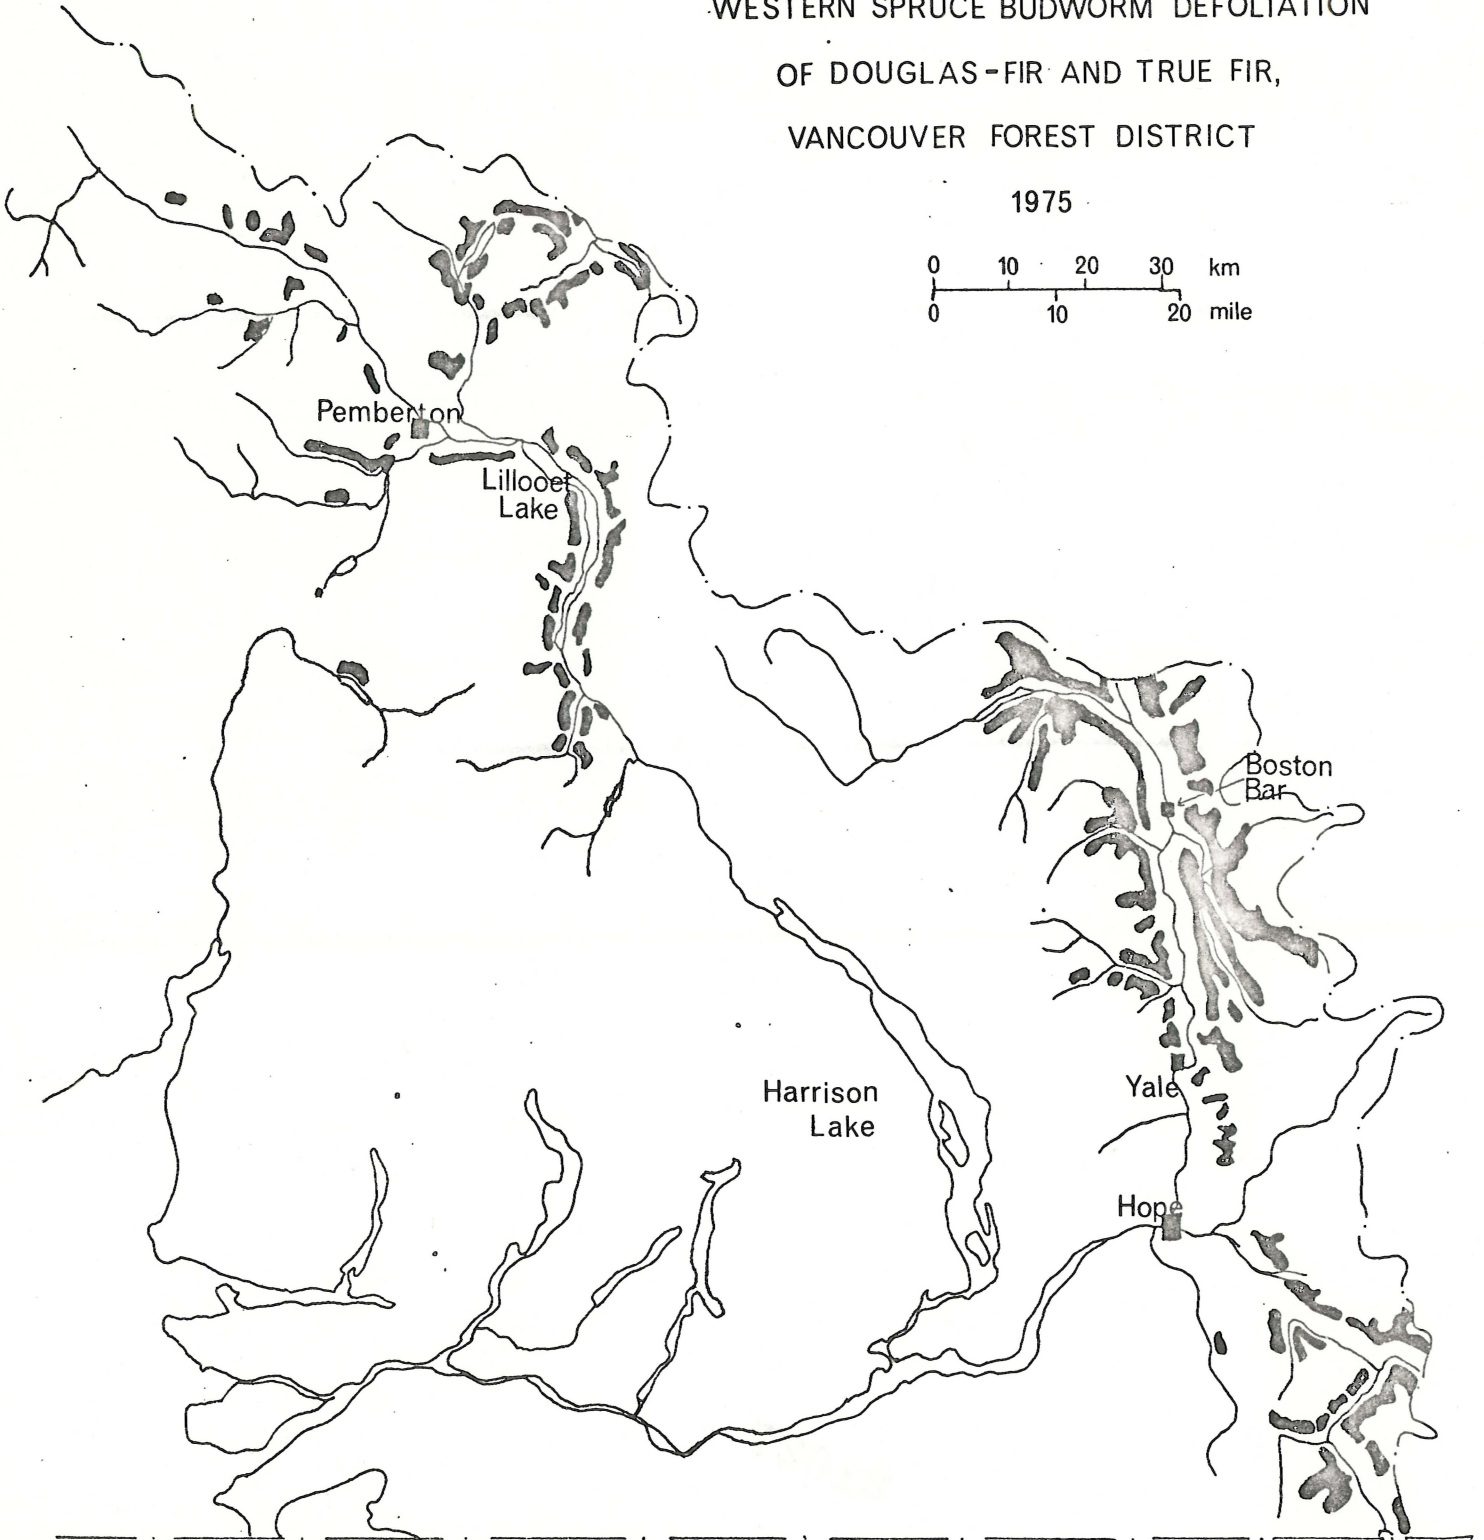 WESTERN SPRUCE BUDWORM DEFOLIATION
OF DOUGLAS-FIR AND TRUE FIR,
VANCOUVER FOREST DISTRICT
1975
0 10 20 30 km
0 10 20 mile
Pemberton
Lillooet
Lake
Boston
Bar
Harrison
Lake
Yale
Hope